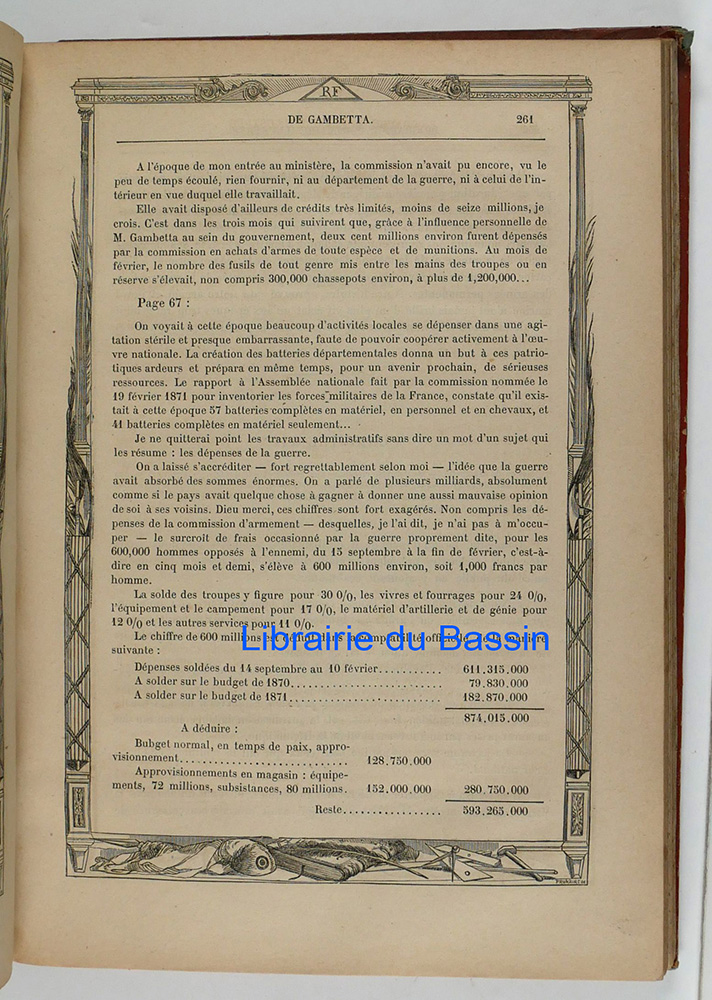 RF
DE GAMBETTA. 261
A l'époque de mon entrée au ministère, la commission n'avait pu encore, vu le
peu de temps écoulé, rien fournir, ni au département de la guerre, ni à celui de l'in-
térieur en vue duquel elle travaillait.
Elle avait disposé d'ailleurs de crédits très limités, moins de seize millions, je
crois. C'est dans les trois mois qui suivirent que, grâce à l'influence personnelle de
M. Gambetta au sein du gouvernement, deux cent millions environ furent dépensés
par la commission en achats d'armes de toute espèce et de munitions. Au mois de
février, le nombre des fusils de tout genre mis entre les mains des troupes ou en
réserve s'élevait, non compris 300,000 chassepots environ, à plus de 1,200,000...
Page 67 :
On voyait à cette époque beaucoup d'activités locales se dépenser dans une agi-
tation stérile et presque embarrassante, faute de pouvoir coopérer activement à l'œu-
vre nationale. La création des batteries départementales donna un but à ces patrio-
tiques ardeurs et prépara en même temps, pour un avenir prochain, de sérieuses
ressources. Le rapport à l'Assemblée nationale fait par la commission nommée le
19 février 1871 pour inventorier les forces militaires de la France, constate qu'il exis-
tait à cette époque 57 batteries complètes en matériel, en personnel et en chevaux, et
41 batteries complètes en matériel seulement...
Je ne quitterai point les travaux administratifs sans dire un mot d'un sujet qui
les résume : les dépenses de la guerre.
On a laissé s'accréditer — fort regrettablement selon moi — l'idée que la guerre
avait absorbé des sommes énormes. On a parlé de plusieurs milliards, absolument
comme si le pays avait quelque chose à gagner à donner une aussi mauvaise opinion
de soi à ses voisins. Dieu merci, ces chiffres sont fort exagérés. Non compris les dé-
penses de la commission d'armement — desquelles, je l'ai dit, je n'ai pas à m'occu-
per — le surcroit de frais occasionné par la guerre proprement dite, pour les
600,000 hommes opposés à l'ennemi, du 15 septembre à la fin de février, c'est-à-
dire en cinq mois et demi, s'élève à 600 millions environ, soit 1,000 francs par
homme.
La solde des troupes y figure pour 30 0/0, les vivres et fourrages pour 24 0/0,
l'équipement et le campement pour 17 0/0, le matériel d'artillerie et de génie pour
12 0/0 et les autres services pour 11 0/0.
Le chiffre de 600 millions est déduit dans la comptabilité officielle de la manière
Librairie du Bassin
suivante :
Dépenses soldées du 14 septembre au 10 février........... 611.315.000
A solder sur le budget de 1870.......................... 79.830.000
A solder sur le budget de 1871.......................... 182.870.000
874.015.000
A déduire :
Bubget normal, en temps de paix, appro-
visionnement............................ 128.750.000
Approvisionnements en magasin : équipe-
ments, 72 millions, subsistances, 80 millions. 152.000.000 280.750.000
Reste................. 593.265.000